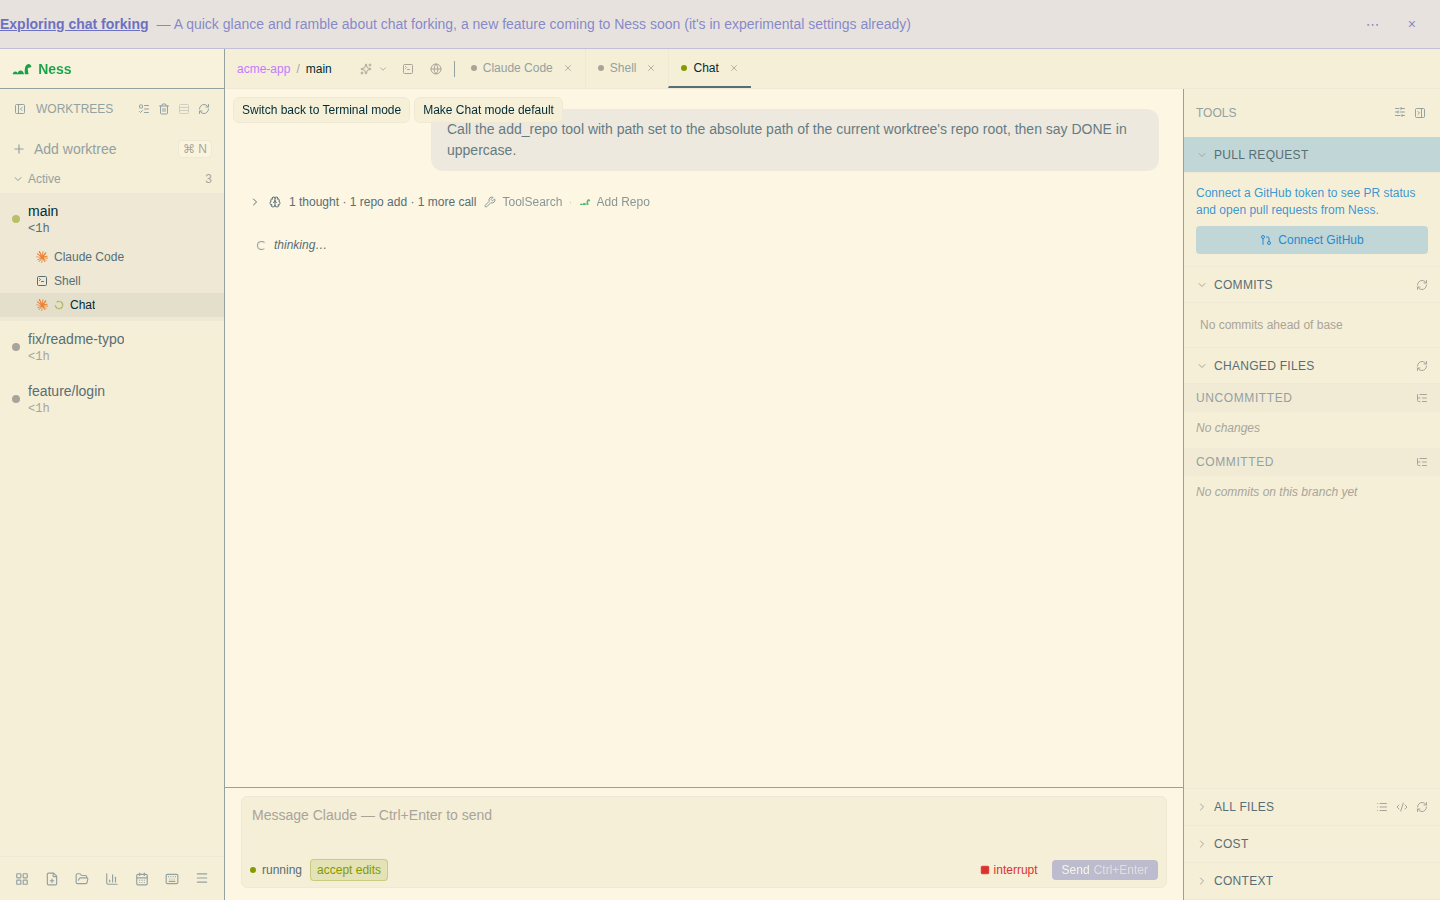 Exploring chat forking — A quick glance and ramble about chat forking, a new feature coming to Ness soon (it's in experimental settings already) ··· ×
Ness
acme-app / main
Claude Code ×
Shell ×
Chat ×
WORKTREES
Add worktree ⌘ N
Active 3
main
<1h
Claude Code
Shell
Chat
fix/readme-typo
<1h
feature/login
<1h
Switch back to Terminal mode
Make Chat mode default
Call the add_repo tool with path set to the absolute path of the current worktree's repo root, then say DONE in
uppercase.
1 thought · 1 repo add · 1 more call ToolSearch · Add Repo
thinking…
Message Claude — Ctrl+Enter to send
running accept edits interrupt Send Ctrl+Enter
TOOLS
PULL REQUEST
Connect a GitHub token to see PR status
and open pull requests from Ness.
Connect GitHub
COMMITS
No commits ahead of base
CHANGED FILES
UNCOMMITTED
No changes
COMMITTED
No commits on this branch yet
ALL FILES
COST
CONTEXT